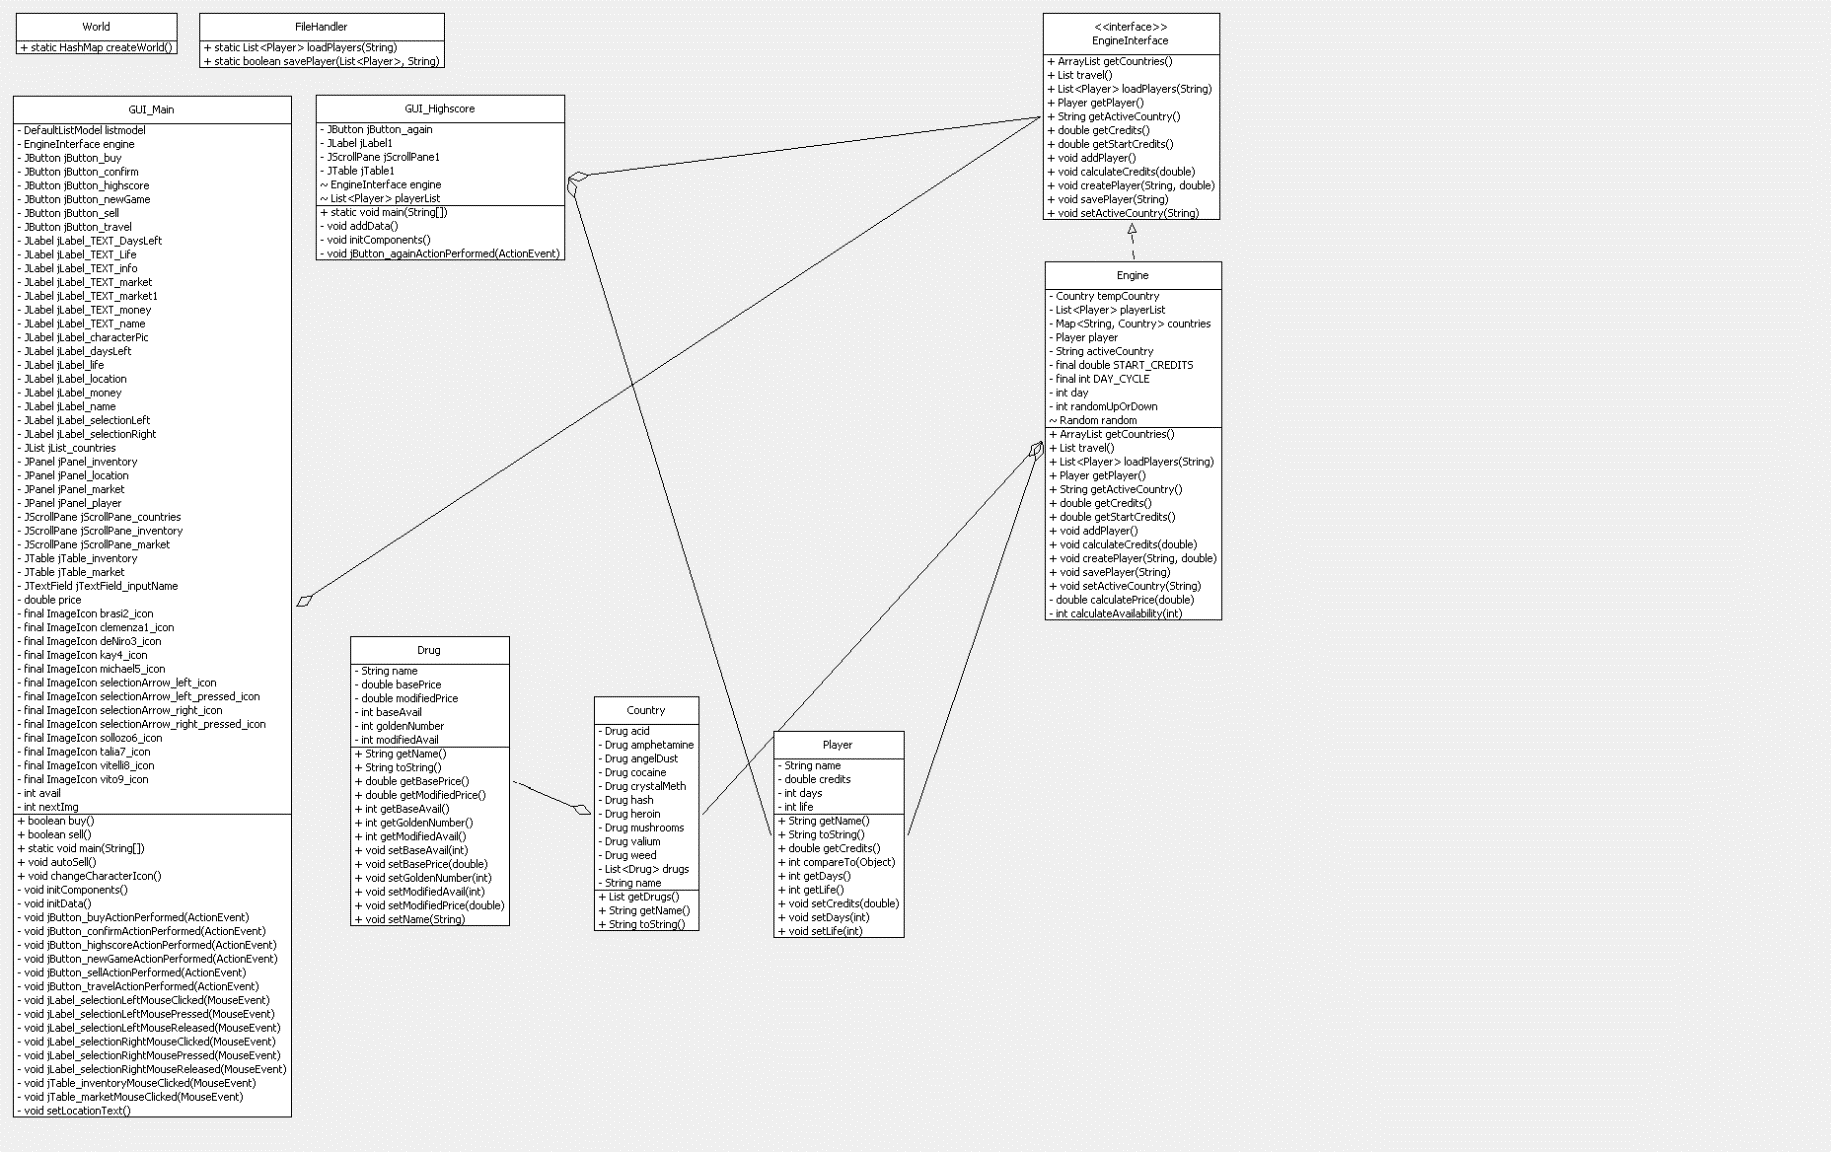 World
+ static HashMap createWorld()
FileHandler
+ static List<Player> loadPlayers(String)
+ static boolean savePlayer(List<Player>, String)
GUI_Main
- DefaultListModel listmodel
- EngineInterface engine
- JButton jButton_buy
- JButton jButton_confirm
- JButton jButton_highscore
- JButton jButton_newGame
- JButton jButton_sell
- JButton jButton_travel
- JLabel jLabel_TEXT_DaysLeft
- JLabel jLabel_TEXT_Life
- JLabel jLabel_TEXT_info
- JLabel jLabel_TEXT_market
- JLabel jLabel_TEXT_market1
- JLabel jLabel_TEXT_money
- JLabel jLabel_TEXT_name
- JLabel jLabel_characterPic
- JLabel jLabel_daysLeft
- JLabel jLabel_life
- JLabel jLabel_location
- JLabel jLabel_money
- JLabel jLabel_name
- JLabel jLabel_selectionLeft
- JLabel jLabel_selectionRight
- JList jList_countries
- JPanel jPanel_inventory
- JPanel jPanel_location
- JPanel jPanel_market
- JPanel jPanel_player
- JScrollPane jScrollPane_countries
- JScrollPane jScrollPane_inventory
- JScrollPane jScrollPane_market
- JTable jTable_inventory
- JTable jTable_market
- JTextField jTextField_inputName
- double price
- final ImageIcon brasi2_icon
- final ImageIcon clemenza1_icon
- final ImageIcon deNiro3_icon
- final ImageIcon kay4_icon
- final ImageIcon michael5_icon
- final ImageIcon selectionArrow_left_icon
- final ImageIcon selectionArrow_left_pressed_icon
- final ImageIcon selectionArrow_right_icon
- final ImageIcon selectionArrow_right_pressed_icon
- final ImageIcon sollozo6_icon
- final ImageIcon talia7_icon
- final ImageIcon vitelli8_icon
- final ImageIcon vito9_icon
- int avail
- int nextImg
+ boolean buy()
+ boolean sell()
+ static void main(String[])
+ void autoSell()
+ void changeCharacterIcon()
- void initComponents()
- void initData()
- void jButton_buyActionPerformed(ActionEvent)
- void jButton_confirmActionPerformed(ActionEvent)
- void jButton_highscoreActionPerformed(ActionEvent)
- void jButton_newGameActionPerformed(ActionEvent)
- void jButton_sellActionPerformed(ActionEvent)
- void jButton_travelActionPerformed(ActionEvent)
- void jLabel_selectionLeftMouseClicked(MouseEvent)
- void jLabel_selectionLeftMousePressed(MouseEvent)
- void jLabel_selectionLeftMouseReleased(MouseEvent)
- void jLabel_selectionRightMouseClicked(MouseEvent)
- void jLabel_selectionRightMousePressed(MouseEvent)
- void jLabel_selectionRightMouseReleased(MouseEvent)
- void jTable_inventoryMouseClicked(MouseEvent)
- void jTable_marketMouseClicked(MouseEvent)
- void setLocationText()
GUI_Highscore
- JButton jButton_again
- JLabel jLabel1
- JScrollPane jScrollPane1
- JTable jTable1
~ EngineInterface engine
~ List<Player> playerList
+ static void main(String[])
- void addData()
- void initComponents()
- void jButton_againActionPerformed(ActionEvent)
<<interface>>
EngineInterface
+ ArrayList getCountries()
+ List travel()
+ List<Player> loadPlayers(String)
+ Player getPlayer()
+ String getActiveCountry()
+ double getCredits()
+ double getStartCredits()
+ void addPlayer()
+ void calculateCredits(double)
+ void createPlayer(String, double)
+ void savePlayer(String)
+ void setActiveCountry(String)
Engine
- Country tempCountry
- List<Player> playerList
- Map<String, Country> countries
- Player player
- String activeCountry
- final double START_CREDITS
- final int DAY_CYCLE
- int day
- int randomUpOrDown
~ Random random
+ ArrayList getCountries()
+ List travel()
+ List<Player> loadPlayers(String)
+ Player getPlayer()
+ String getActiveCountry()
+ double getCredits()
+ double getStartCredits()
+ void addPlayer()
+ void calculateCredits(double)
+ void createPlayer(String, double)
+ void savePlayer(String)
+ void setActiveCountry(String)
- double calculatePrice(double)
- int calculateAvailability(int)
Drug
- String name
- double basePrice
- double modifiedPrice
- int baseAvail
- int goldenNumber
- int modifiedAvail
+ String getName()
+ String toString()
+ double getBasePrice()
+ double getModifiedPrice()
+ int getBaseAvail()
+ int getGoldenNumber()
+ int getModifiedAvail()
+ void setBaseAvail(int)
+ void setBasePrice(double)
+ void setGoldenNumber(int)
+ void setModifiedAvail(int)
+ void setModifiedPrice(double)
+ void setName(String)
Country
- Drug acid
- Drug amphetamine
- Drug angelDust
- Drug cocaine
- Drug crystalMeth
- Drug hash
- Drug heroin
- Drug mushrooms
- Drug valium
- Drug weed
- List<Drug> drugs
- String name
+ List getDrugs()
+ String getName()
+ String toString()
Player
- String name
- double credits
- int days
- int life
+ String getName()
+ String toString()
+ double getCredits()
+ int compareTo(Object)
+ int getDays()
+ int getLife()
+ void setCredits(double)
+ void setDays(int)
+ void setLife(int)